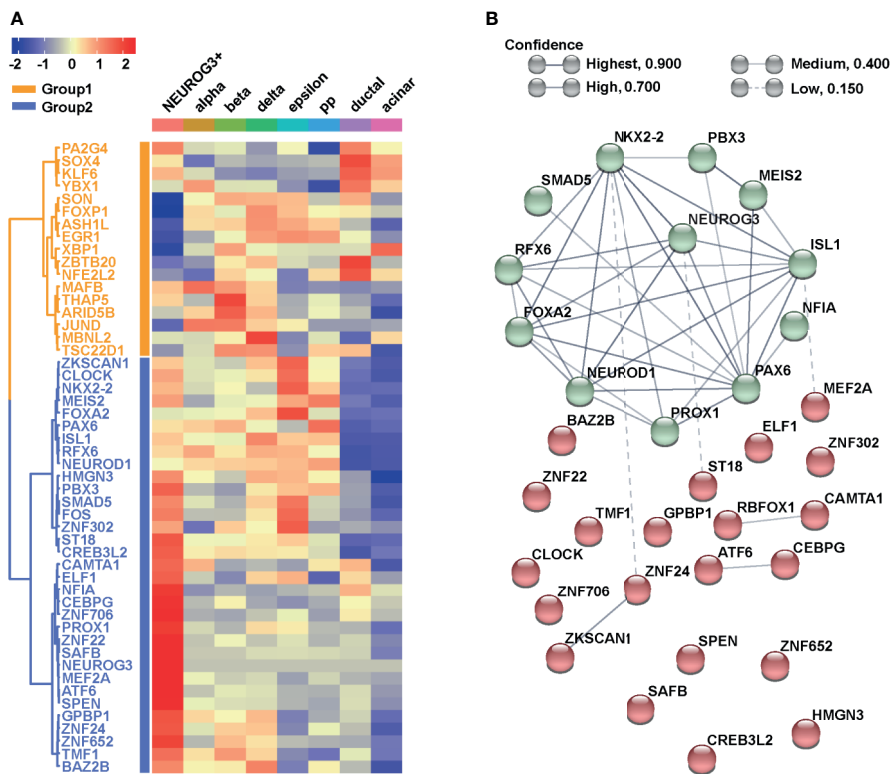 A
-2 -1 0 1 2
Group1
Group2
NEUROG3+
alpha
beta
delta
epsilon
pp
ductal
acinar
PA2G4
SOX4
KLF6
YBX1
SON
FOXP1
ASH1L
EGR1
XBP1
ZBTB20
NFE2L2
MAFB
THAP5
ARID5B
JUND
MBNL2
TSC22D1
ZKSCAN1
CLOCK
NKX2-2
MEIS2
FOXA2
PAX6
ISL1
RFX6
NEUROD1
HMGN3
PBX3
SMAD5
FOS
ZNF302
ST18
CREB3L2
CAMTA1
ELF1
NFIA
CEBPG
ZNF706
PROX1
ZNF22
SAFB
NEUROG3
MEF2A
ATF6
SPEN
GPBP1
ZNF24
ZNF652
TMF1
BAZ2B
B
Confidence
Highest, 0.900
Medium, 0.400
High, 0.700
Low, 0.150
NKX2-2
PBX3
SMAD5
MEIS2
NEUROG3
RFX6
ISL1
FOXA2
NFIA
NEUROD1
PAX6
PROX1
MEF2A
BAZ2B
ELF1
ZNF302
ZNF22
ST18
TMF1
GPBP1
RBFOX1
CAMTA1
CLOCK
ATF6
CEBPG
ZNF24
ZNF706
ZKSCAN1
SPEN
ZNF652
SAFB
HMGN3
CREB3L2